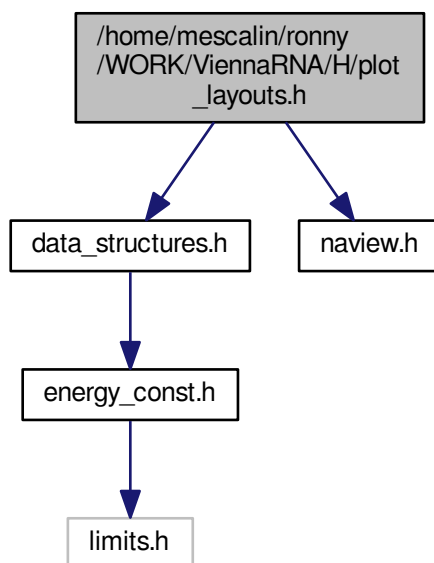 /home/mescalin/ronny
/WORK/ViennaRNA/H/plot
_layouts.h
data_structures.h
naview.h
energy_const.h
limits.h